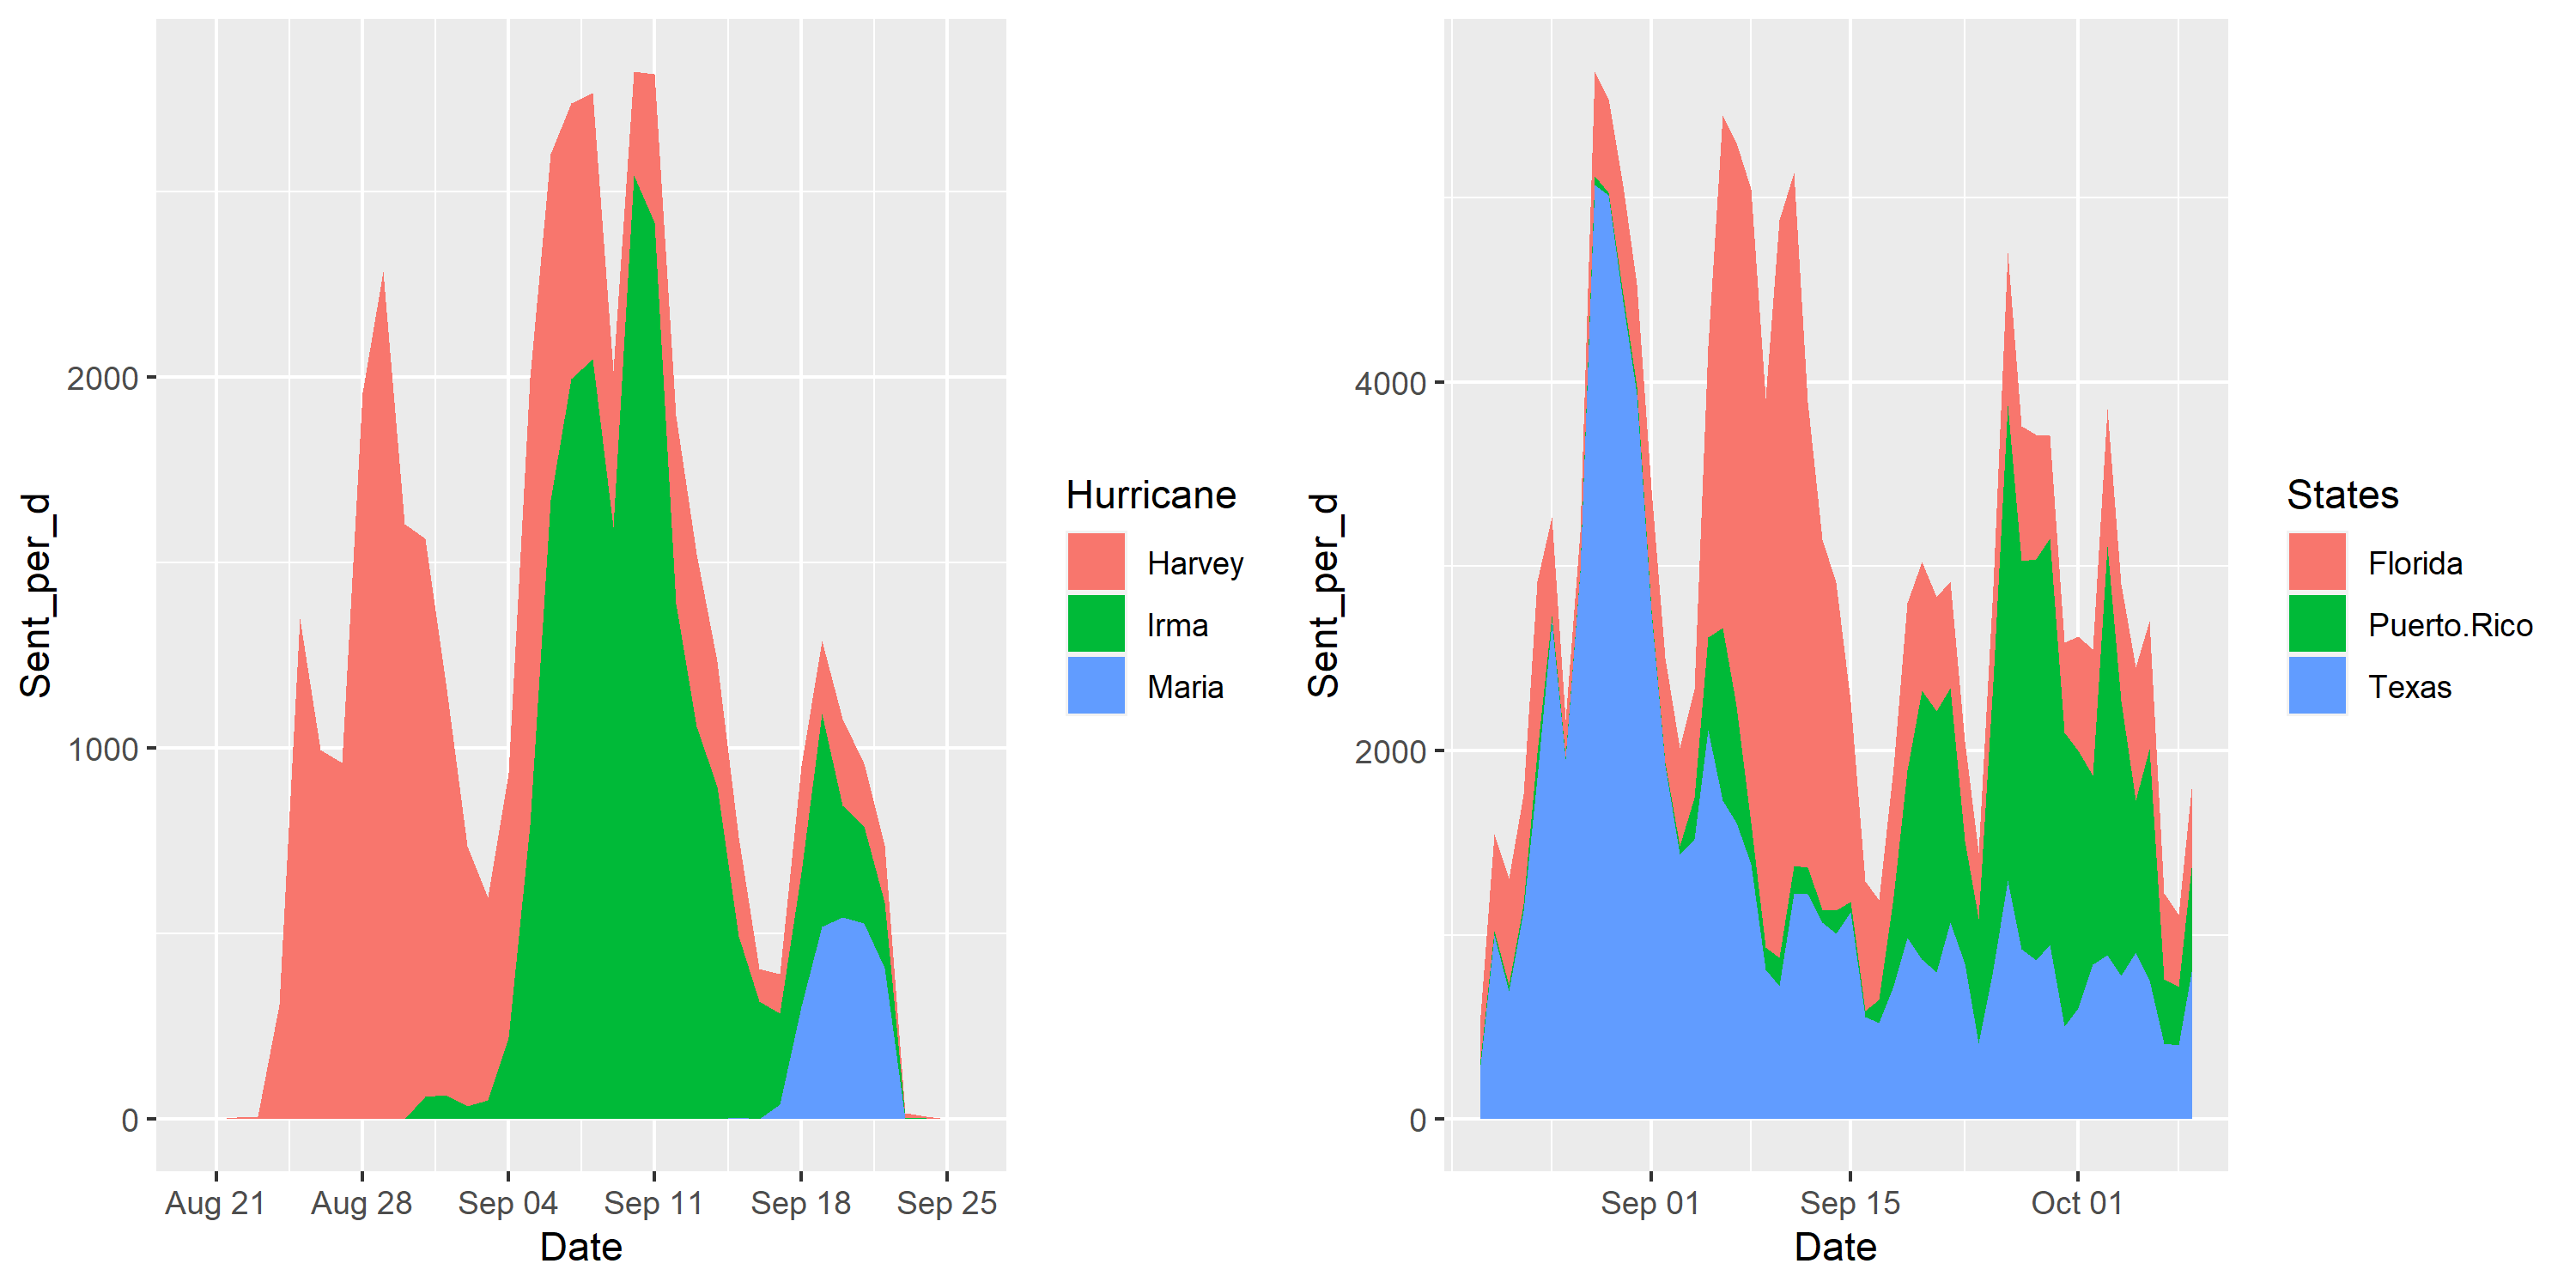 Sent_per_d
2000
1000
0
Aug 21 Aug 28 Sep 04 Sep 11 Sep 18 Sep 25
Date
Hurricane
Harvey
Irma
Maria
Sent_per_d
4000
2000
0
Sep 01 Sep 15 Oct 01
Date
States
Florida
Puerto.Rico
Texas